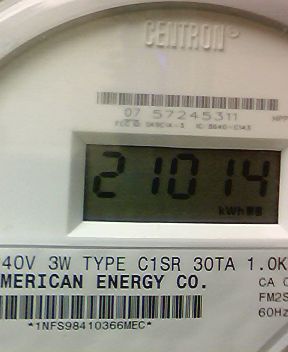 CENTRON®
07 57245311
21014
kWh
40V 3W TYPE C1SR 30TA 1.0K
MERICAN ENERGY CO.
CA
FM2S
60Hz
*1NFS98410366MEC*